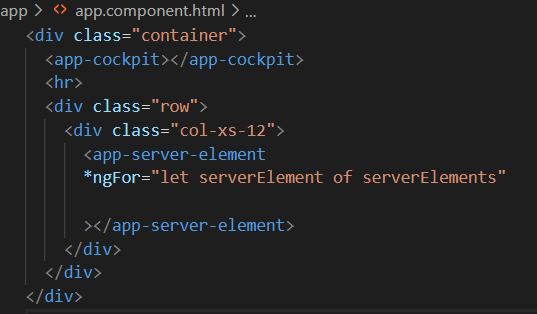 app > <> app.component.html > ...
<div class="container">
<app-cockpit></app-cockpit>
<hr>
<div class="row">
<div class="col-xs-12">
<app-server-element
*ngFor="let serverElement of serverElements"
></app-server-element>
</div>
</div>
</div>